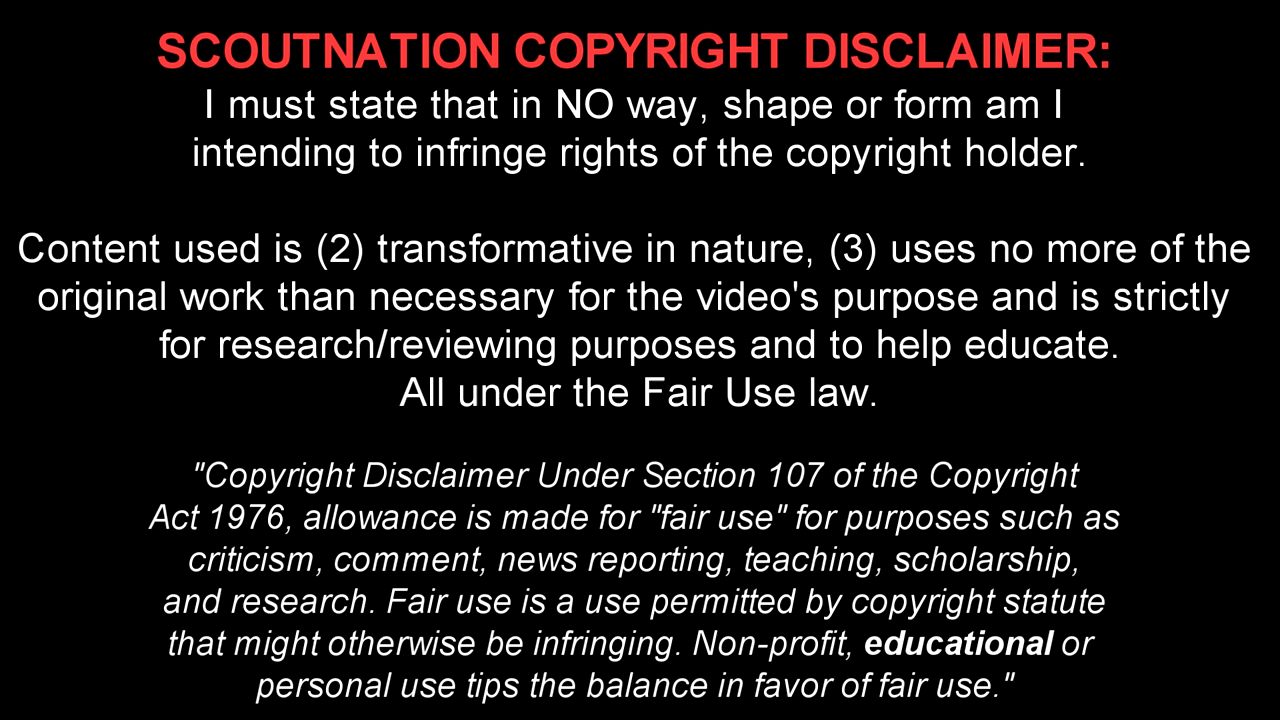 SCOUTNATION COPYRIGHT DISCLAIMER:
I must state that in NO way, shape or form am I
intending to infringe rights of the copyright holder.
Content used is (2) transformative in nature, (3) uses no more of the
original work than necessary for the video's purpose and is strictly
for research/reviewing purposes and to help educate.
All under the Fair Use law.
"Copyright Disclaimer Under Section 107 of the Copyright
Act 1976, allowance is made for "fair use" for purposes such as
criticism, comment, news reporting, teaching, scholarship,
and research. Fair use is a use permitted by copyright statute
that might otherwise be infringing. Non-profit, educational or
personal use tips the balance in favor of fair use."